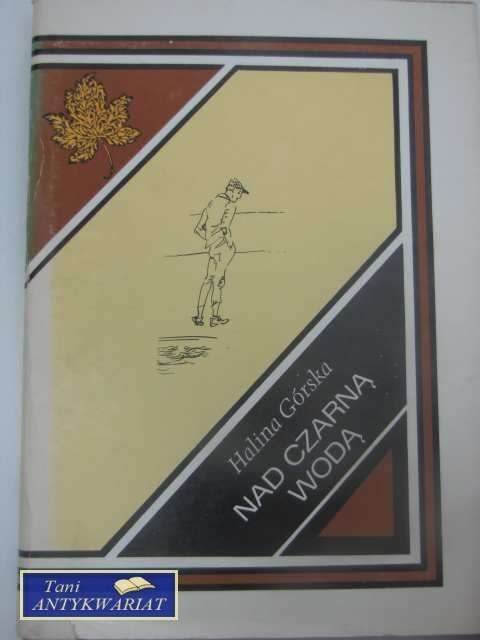 Halina Górska
NAD CZARNĄ
WODĄ
Tani
ANTYKWARIAT